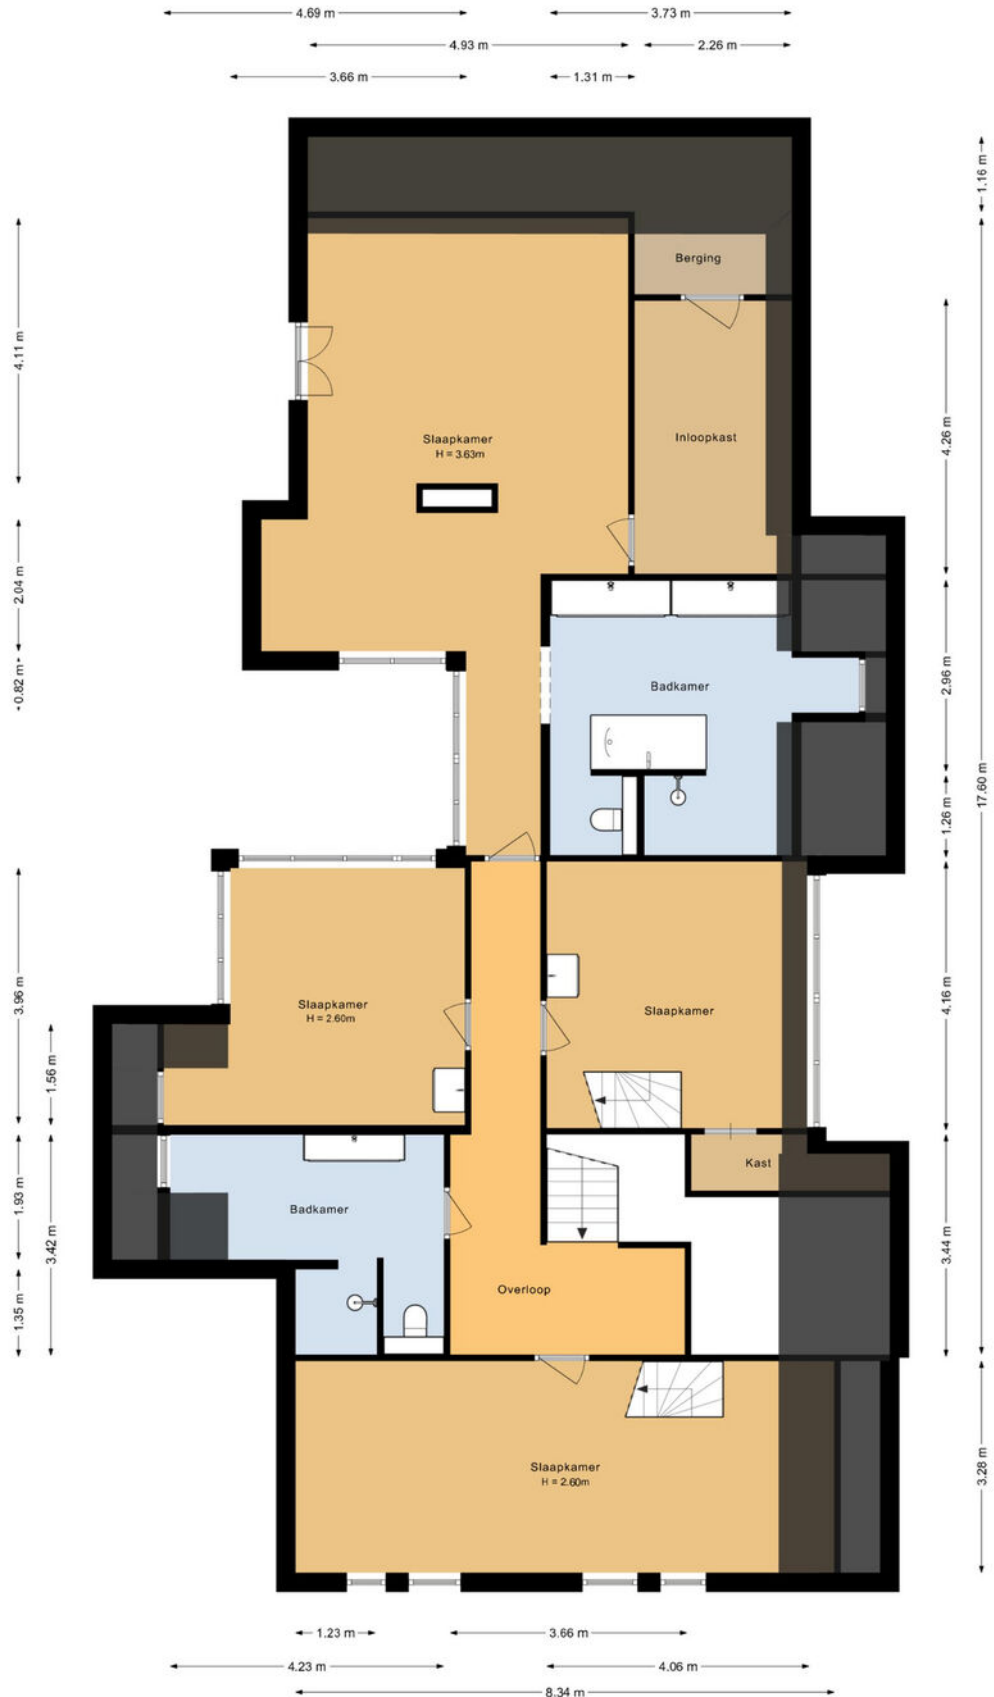 4.69 m
3.73 m
4.93 m
2.26 m
3.66 m
1.31 m
1.16 m
4.11 m
Berging
4.26 m
Slaapkamer
H = 3.63m
Inloopkast
2.04 m
0.82 m
2.96 m
Badkamer
17.60 m
1.26 m
3.96 m
4.16 m
Slaapkamer
H = 2.60m
Slaapkamer
1.56 m
1.93 m
3.42 m
Kast
Badkamer
3.44 m
Overloop
1.35 m
Slaapkamer
H = 2.60m
3.28 m
1.23 m
3.66 m
4.23 m
4.06 m
8.34 m